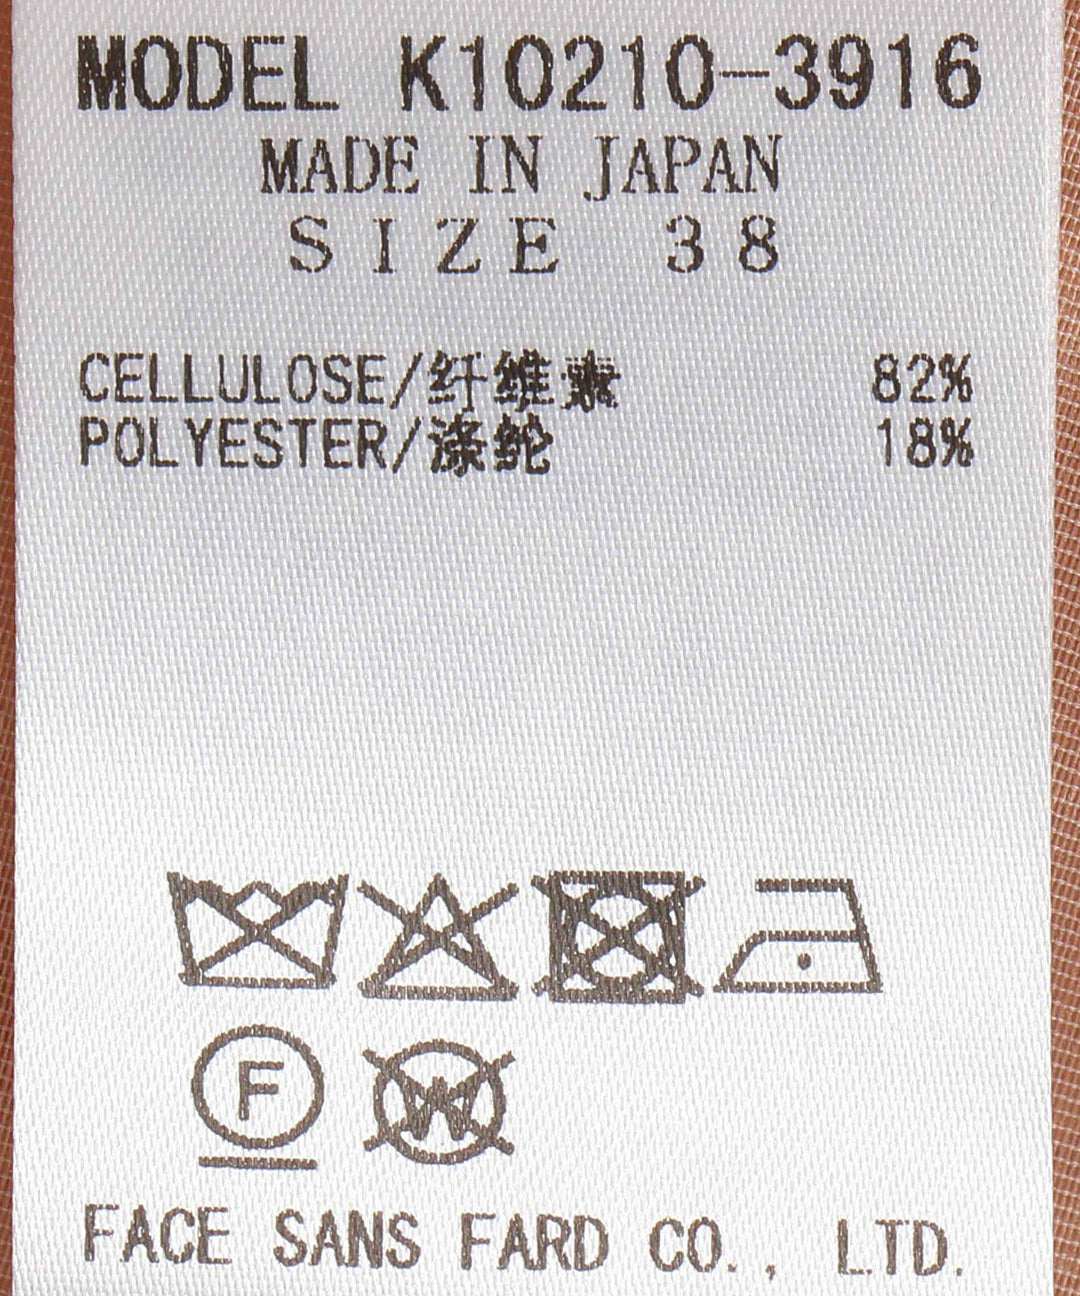 MODEL K10210-3916
MADE IN JAPAN
SIZE 38
CELLULOSE/纤维素 82%
POLYESTER/涤纶 18%
F
W
FACE SANS FARD CO., LTD.